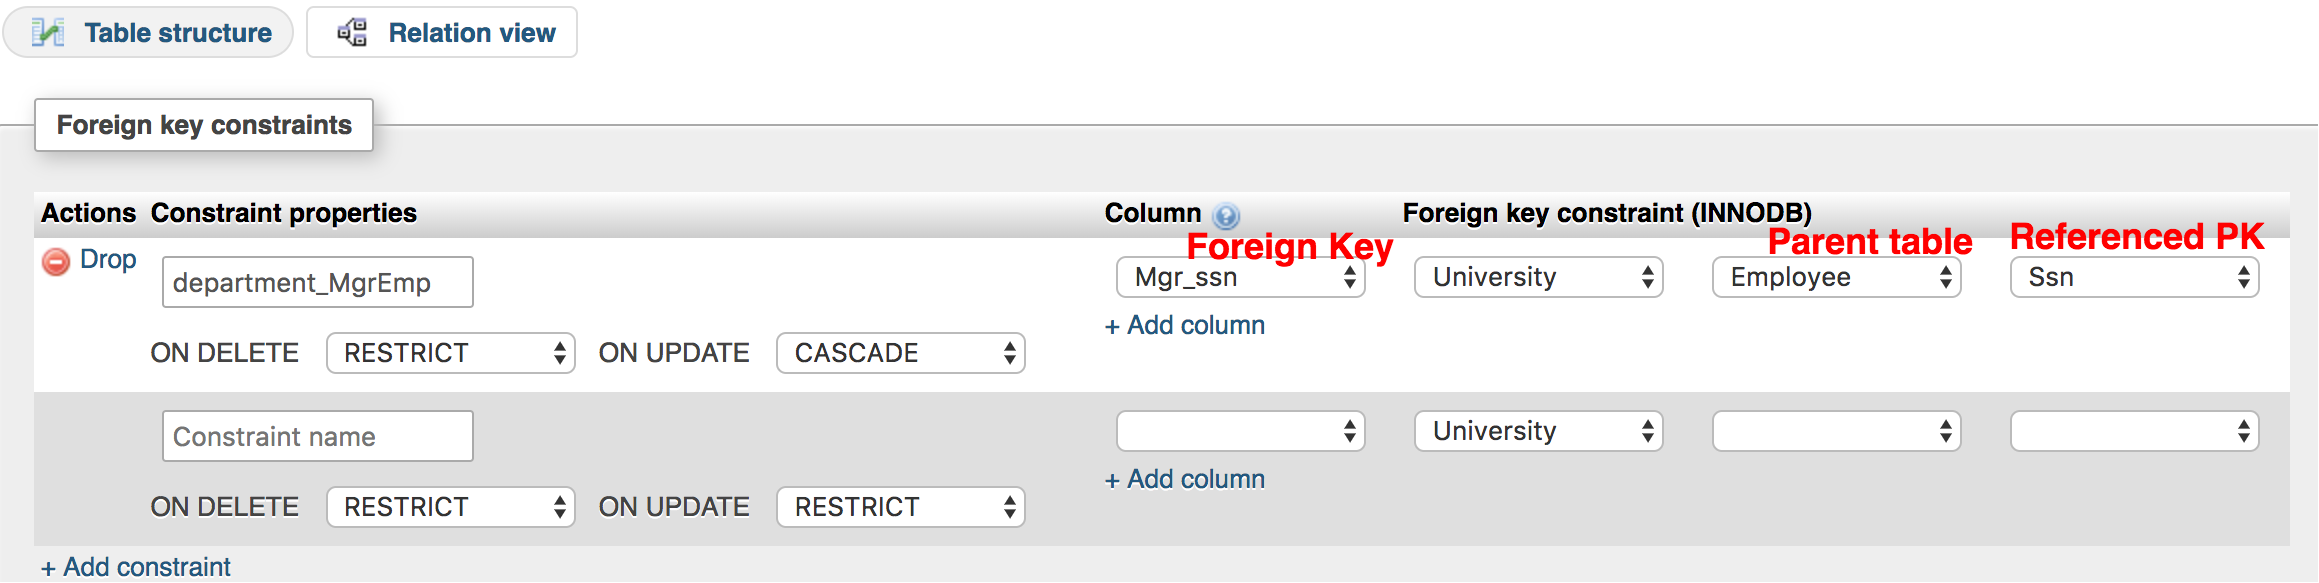 Table structure
Relation view
Foreign key constraints
Actions Constraint properties Column Foreign key constraint (INNODB)
Foreign Key Parent table Referenced PK
Drop department_MgrEmp Mgr_ssn University Employee Ssn
+ Add column
ON DELETE RESTRICT ON UPDATE CASCADE
Constraint name University
+ Add column
ON DELETE RESTRICT ON UPDATE RESTRICT
+ Add constraint